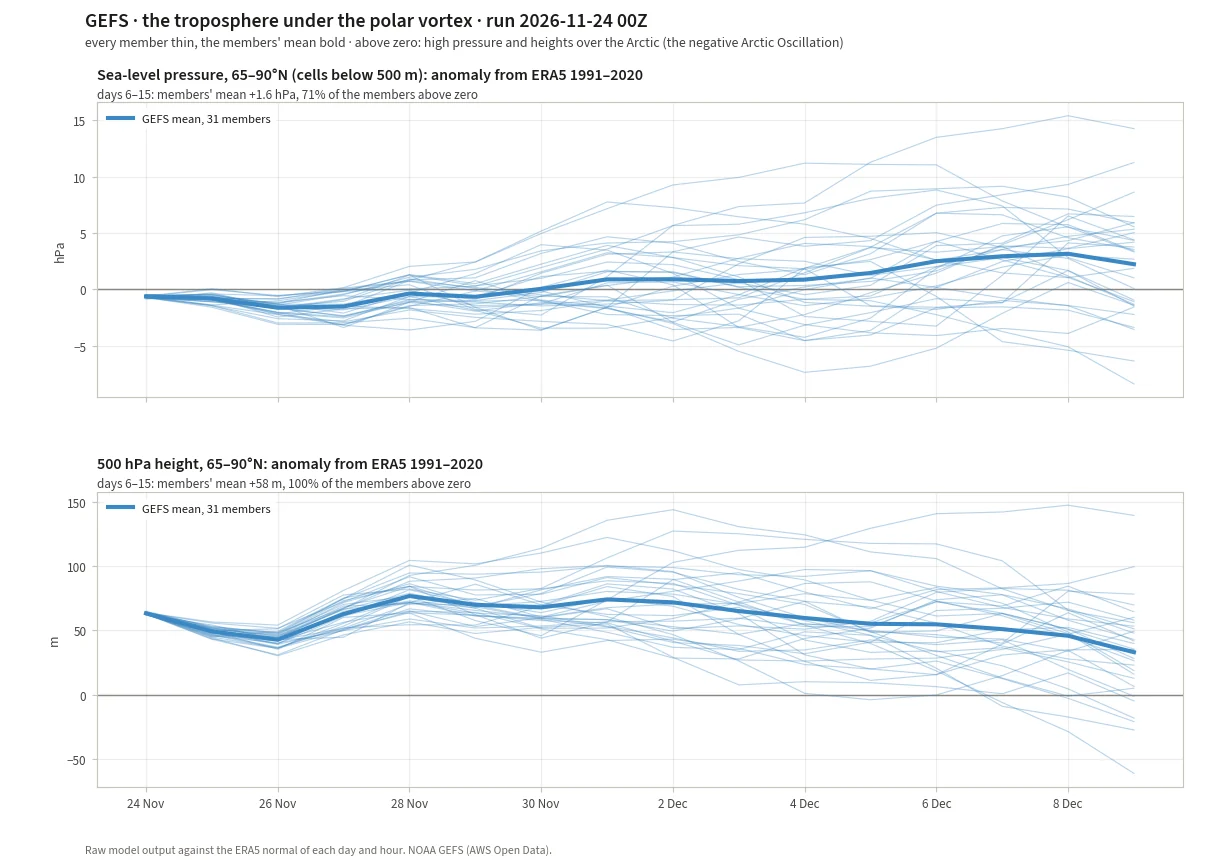 GEFS · the troposphere under the polar vortex · run 2026-11-24 00Z
every member thin, the members' mean bold · above zero: high pressure and heights over the Arctic (the negative Arctic Oscillation)
Sea-level pressure, 65–90°N (cells below 500 m): anomaly from ERA5 1991–2020
days 6–15: members' mean +1.6 hPa, 71% of the members above zero
GEFS mean, 31 members
15
10
5
0
−5
hPa
500 hPa height, 65–90°N: anomaly from ERA5 1991–2020
days 6–15: members' mean +58 m, 100% of the members above zero
GEFS mean, 31 members
150
100
50
0
−50
m
24 Nov 26 Nov 28 Nov 30 Nov 2 Dec 4 Dec 6 Dec 8 Dec
Raw model output against the ERA5 normal of each day and hour. NOAA GEFS (AWS Open Data).